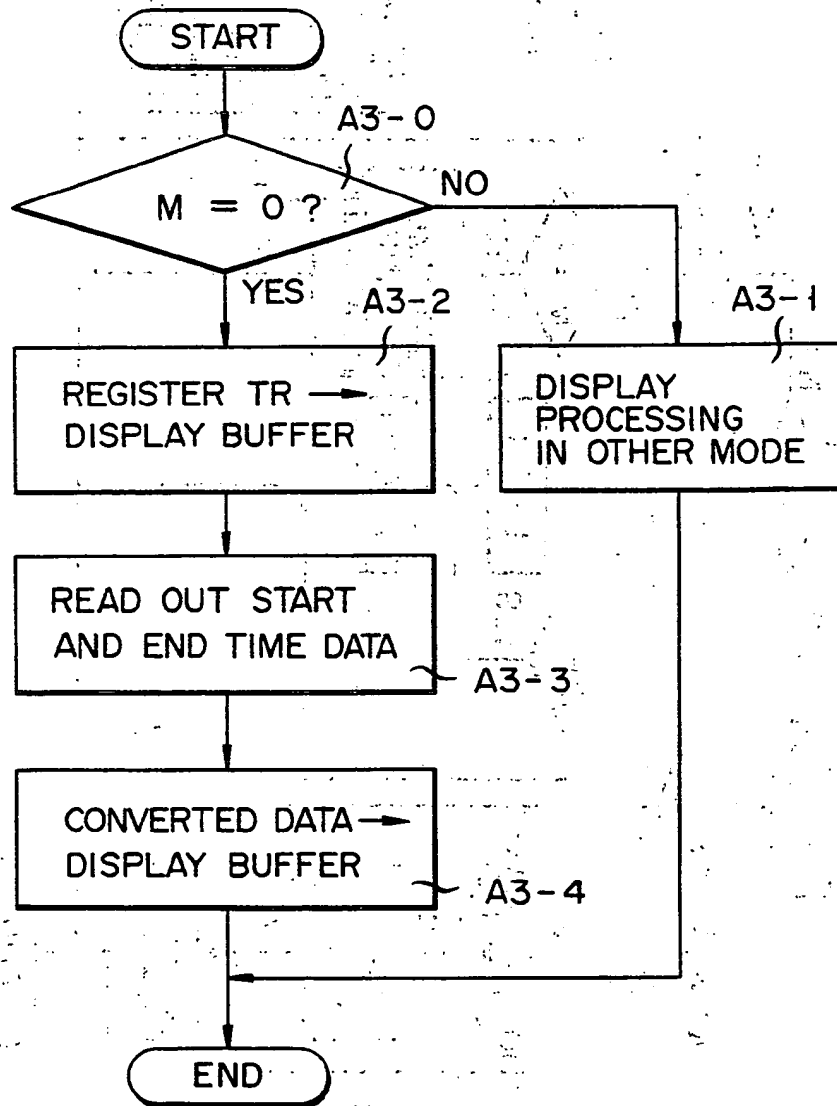 START
A3-0
M = 0 ?
NO
YES
A3-2
A3-1
REGISTER TR →
DISPLAY BUFFER
DISPLAY
PROCESSING
IN OTHER MODE
READ OUT START
AND END TIME DATA
A3-3
CONVERTED DATA →
DISPLAY BUFFER
A3-4
END